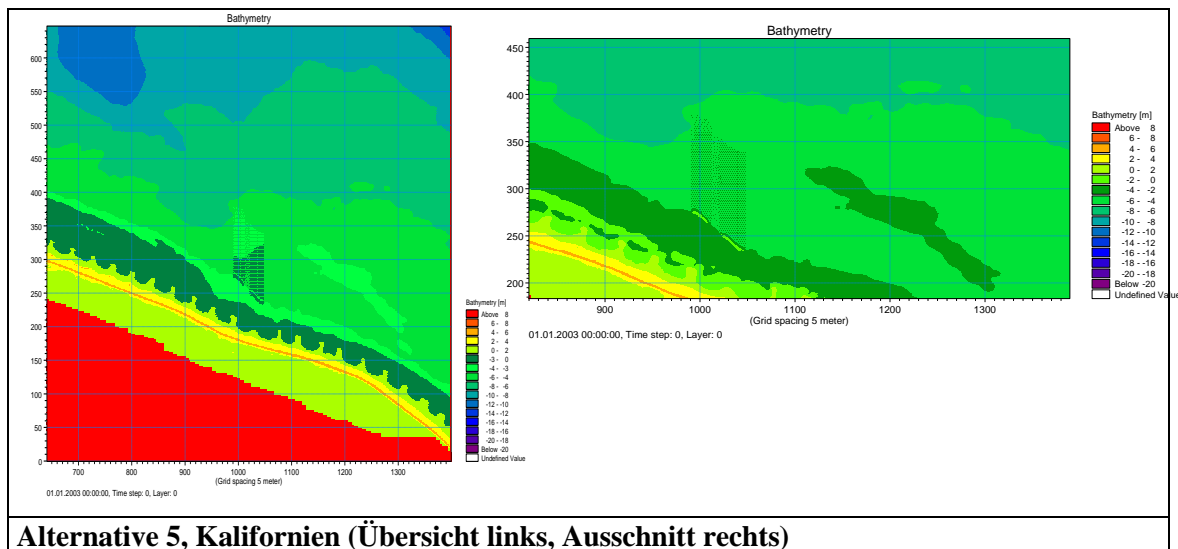 Bathymetry
650
600
550
500
450
400
350
300
250
200
150
100
50
0
700 800 900 1000 1100 1200 1300
(Grid spacing 5 meter)
01.01.2003 00:00:00, Time step: 0, Layer: 0
Bathymetry [m]
Above 8
6 - 8
4 - 6
2 - 4
0 - 2
-3 - 0
-4 - -3
-6 - -4
-8 - -6
-10 - -8
-12 - -10
-14 - -12
-16 - -14
-18 - -16
-20 - -18
Below -20
Undefined Value
Bathymetry
450
400
350
300
250
200
900 1000 1100 1200 1300
(Grid spacing 5 meter)
01.01.2003 00:00:00, Time step: 0, Layer: 0
Bathymetry [m]
Above 8
6 - 8
4 - 6
2 - 4
0 - 2
-2 - 0
-4 - -2
-6 - -4
-8 - -6
-10 - -8
-12 - -10
-14 - -12
-16 - -14
-18 - -16
-20 - -18
Below -20
Undefined Value
Alternative 5, Kalifornien (Übersicht links, Ausschnitt rechts)